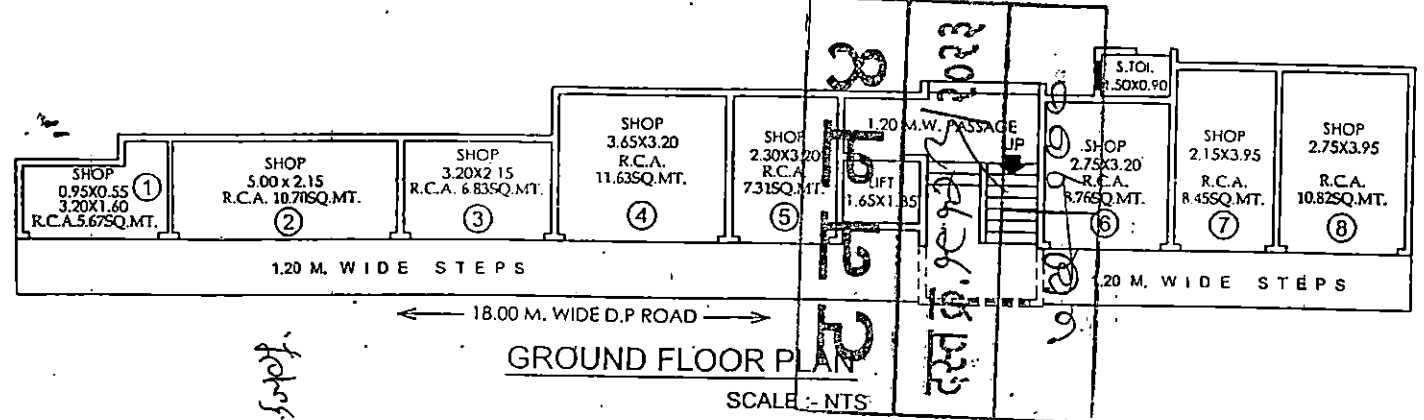 S.TOI.
1.50X0.90
SHOP
0.95X0.55
3.20X1.60
R.C.A.5.67SQ.MT.
1
SHOP
5.00 x 2.15
R.C.A. 10.70SQ.MT.
2
SHOP
3.20X2.15
R.C.A. 6.83SQ.MT.
3
SHOP
3.65X3.20
R.C.A.
11.63SQ.MT.
4
SHOP
2.30X3.20
R.C.A.
7.31SQ.MT.
5
1.20 M.W. PASSAGE
UP
LIFT
SHOP
2.75X3.20
R.C.A.
8.76SQ.MT.
6
SHOP
2.15X3.95
R.C.A.
8.45SQ.MT.
7
SHOP
2.75X3.95
R.C.A.
10.82SQ.MT.
8
1.20 M. WIDE STEPS
1.20 M. WIDE STEPS
18.00 M. WIDE D.P ROAD
GROUND FLOOR PLAN
SCALE :- NTS